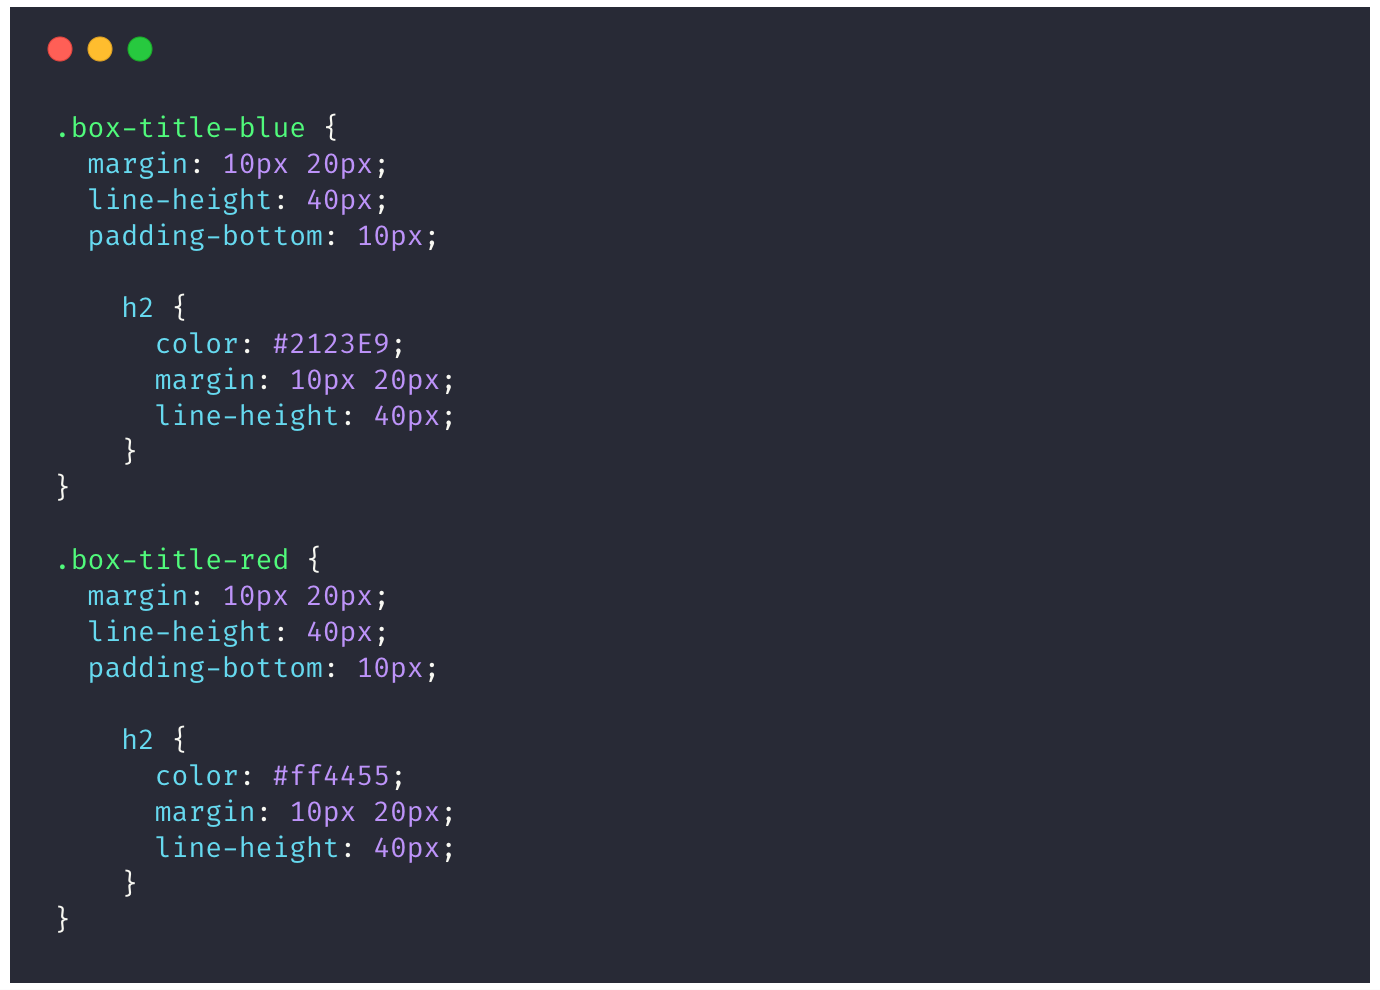 .box-title-blue {
  margin: 10px 20px;
  line-height: 40px;
  padding-bottom: 10px;

    h2 {
      color: #2123E9;
      margin: 10px 20px;
      line-height: 40px;
    }
}

.box-title-red {
  margin: 10px 20px;
  line-height: 40px;
  padding-bottom: 10px;

    h2 {
      color: #ff4455;
      margin: 10px 20px;
      line-height: 40px;
    }
}